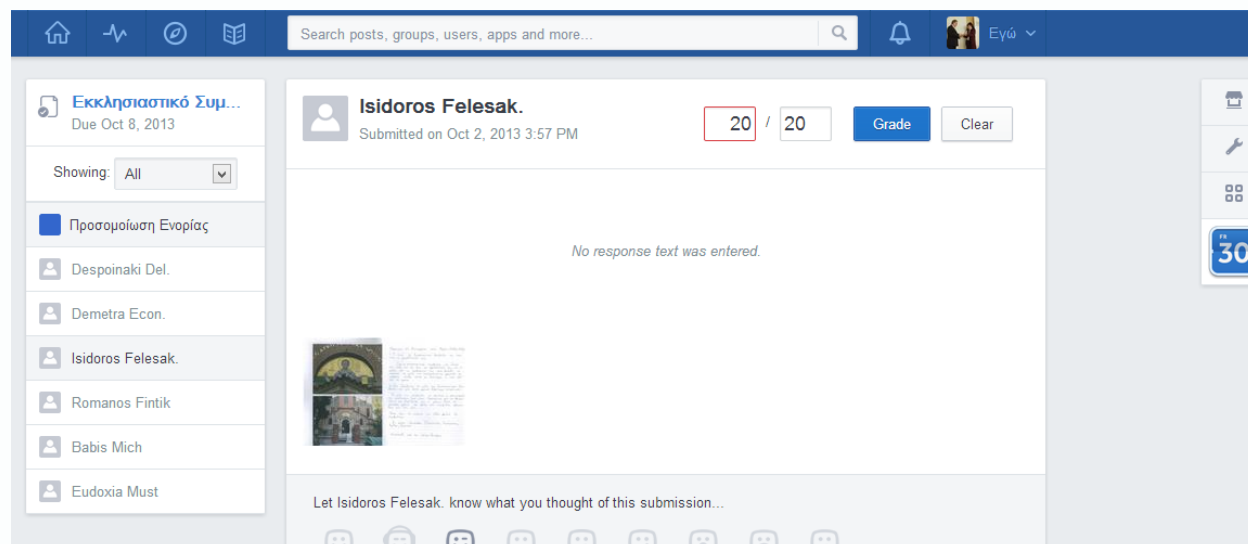 Search posts, groups, users, apps and more...
Εγώ
Εκκλησιαστικό Συμ...
Due Oct 8, 2013
Showing: All
Προσομοίωση Ενορίας
Despoinaki Del.
Demetra Econ.
Isidoros Felesak.
Romanos Fintik
Babis Mich
Eudoxia Must
Isidoros Felesak.
Submitted on Oct 2, 2013 3:57 PM
20 / 20
Grade
Clear
No response text was entered.
Let Isidoros Felesak. know what you thought of this submission...
FR
30